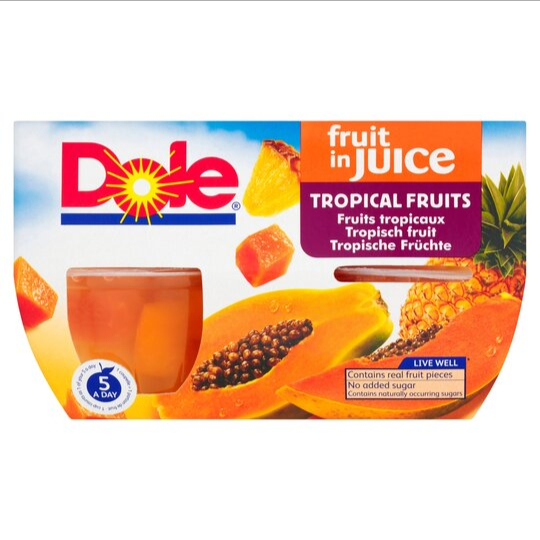 Dole®
fruit
in JUICE
TROPICAL FRUITS
Fruits tropicaux
Tropisch fruit
Tropische Früchte
LIVE WELL
Contains real fruit pieces
No added sugar
Contains naturally occurring sugars
5
A DAY